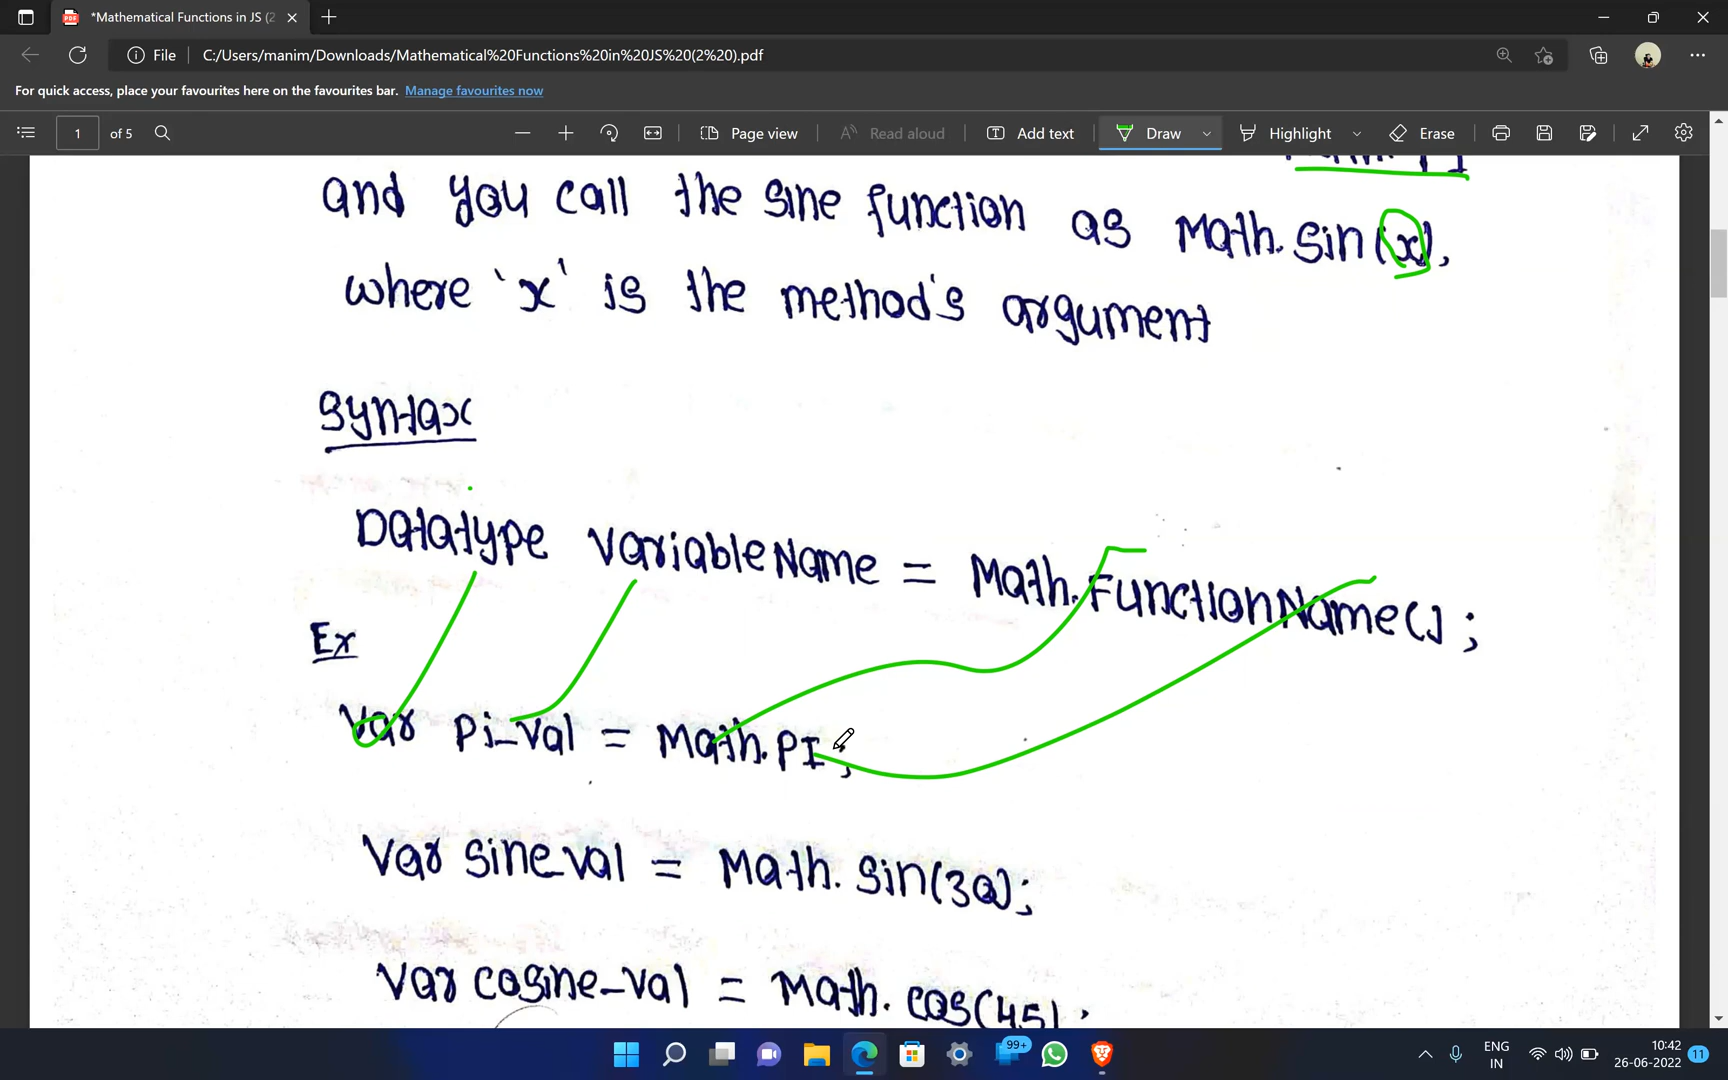 *Mathematical Functions in JS (2
File C:/Users/manim/Downloads/Mathematical%20Functions%20in%20JS%20(2%20).pdf
For quick access, place your favourites here on the favourites bar. Manage favourites now
1 of 5 Page view Read aloud Add text Draw Highlight Erase
and you call the sine function as Math.sin(x),
where 'x' is the method's argument
Syntax
Datatype VariableName = Math.FunctionName();
Ex
Var Pi_Val = Math.PI;
Var sine_val = Math.sin(30);
Var cosine_val = Math.cos(45);
99+
ENG
IN
10:42
26-06-2022
11